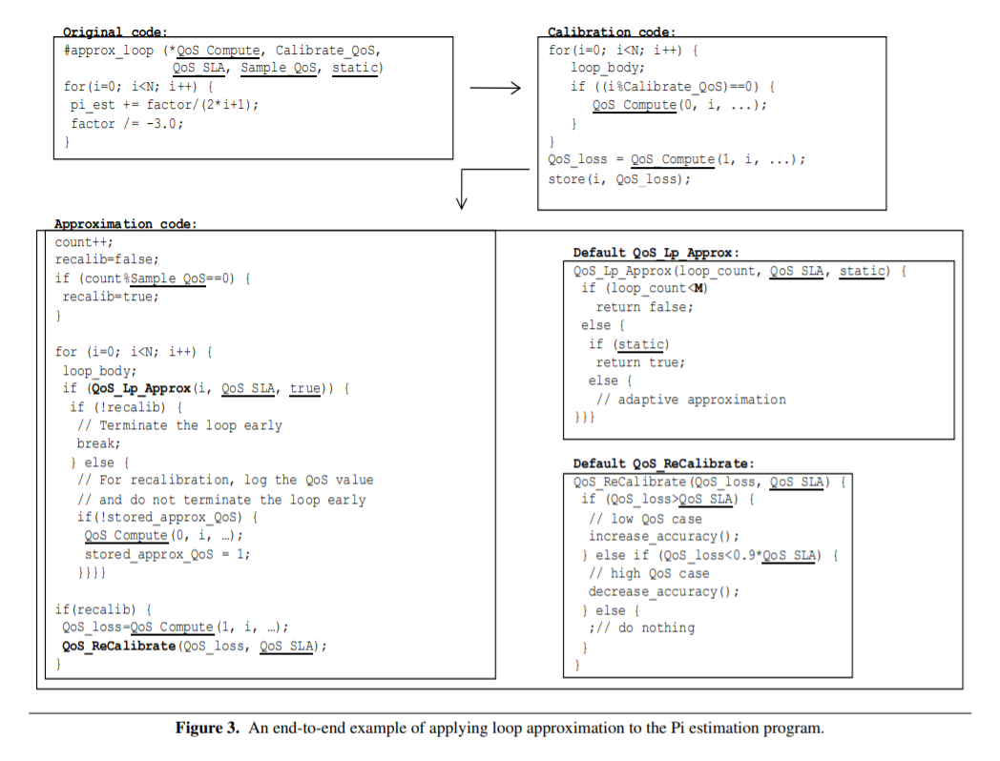 Original code:
#approx_loop (*QoS_Compute, Calibrate_QoS,
QoS_SLA, Sample_QoS, static)
for(i=0; i<N; i++) {
pi_est += factor/(2*i+1);
factor /= -3.0;
}
Calibration code:
for(i=0; i<N; i++) {
loop_body;
if ((i%Calibrate_QoS)==0) {
QoS_Compute(0, i, ...);
}
}
QoS_loss = QoS_Compute(1, i, ...);
store(i, QoS_loss);
Approximation code:
count++;
recalib=false;
if (count%Sample_QoS==0) {
recalib=true;
}
for (i=0; i<N; i++) {
loop_body;
if (QoS_Lp_Approx(i, QoS_SLA, true)) {
if (!recalib) {
// Terminate the loop early
break;
} else {
// For recalibration, log the QoS value
// and do not terminate the loop early
if(!stored_approx_QoS) {
QoS_Compute(0, i, …);
stored_approx_QoS = 1;
}}}}
if(recalib) {
QoS_loss=QoS_Compute(1, i, …);
QoS_ReCalibrate(QoS_loss, QoS_SLA);
}
Default QoS_Lp_Approx:
QoS_Lp_Approx(loop_count, QoS_SLA, static) {
if (loop_count<M)
return false;
else {
if (static)
return true;
else {
// adaptive approximation
}}}
Default QoS_ReCalibrate:
QoS_ReCalibrate(QoS_loss, QoS_SLA) {
if (QoS_loss>QoS_SLA) {
// low QoS case
increase_accuracy();
} else if (QoS_loss<0.9*QoS_SLA) {
// high QoS case
decrease_accuracy();
} else {
;// do nothing
}
}
Figure 3. An end-to-end example of applying loop approximation to the Pi estimation program.